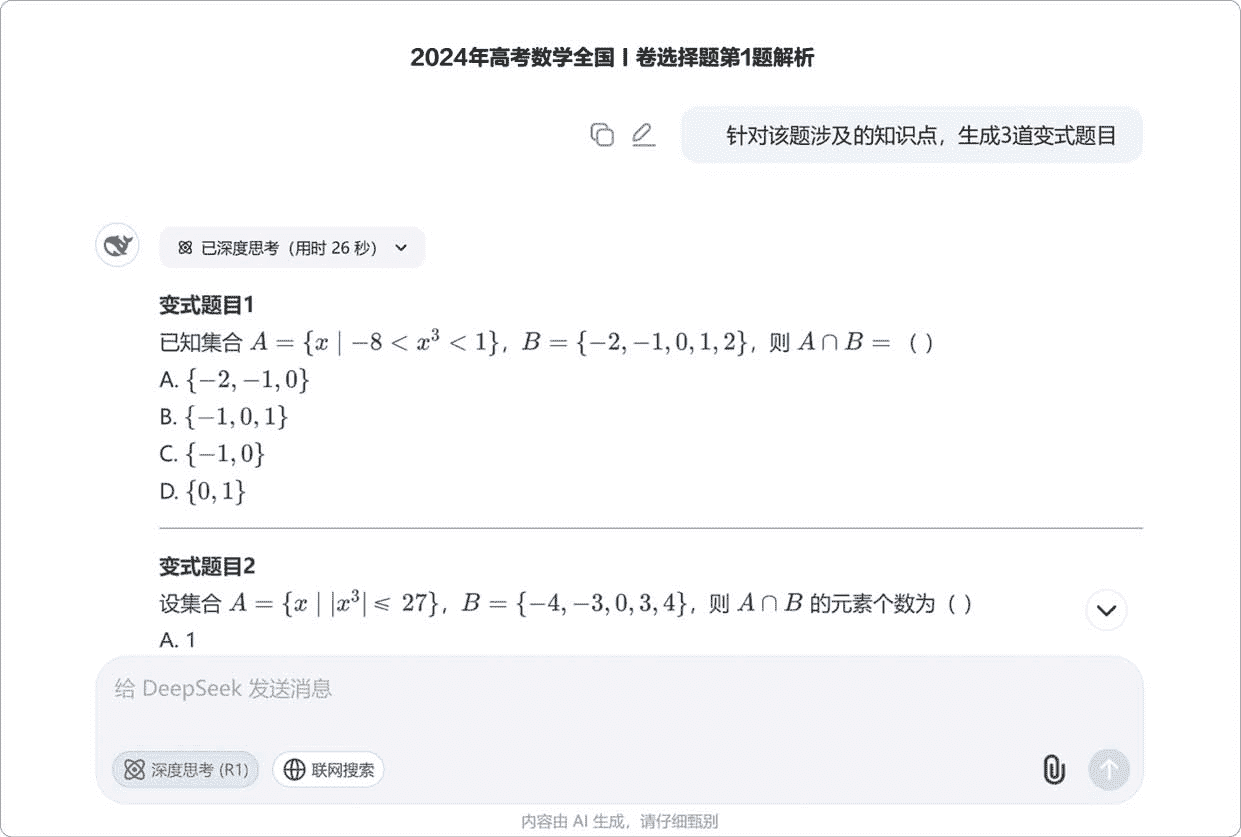 2024年高考数学全国Ⅰ卷选择题第1题解析
针对该题涉及的知识点，生成3道变式题目
已深度思考（用时 26 秒）
变式题目1
已知集合 A = {x | −8 < x³ < 1}，B = {−2, −1, 0, 1, 2}，则 A ∩ B = （ ）
A. {−2, −1, 0}
B. {−1, 0, 1}
C. {−1, 0}
D. {0, 1}
变式题目2
设集合 A = {x | |x³| ⩽ 27}，B = {−4, −3, 0, 3, 4}，则 A ∩ B 的元素个数为（ ）
A. 1
给 DeepSeek 发送消息
深度思考 (R1) 联网搜索
内容由 AI 生成，请仔细甄别